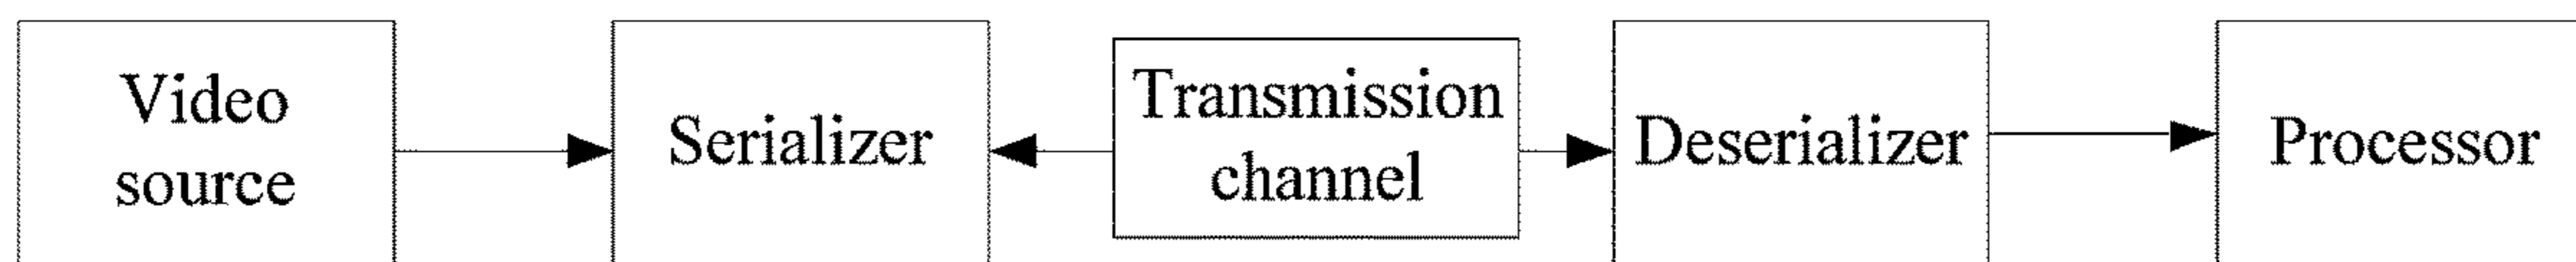 Video
source
Serializer
Transmission
channel
Deserializer
Processor